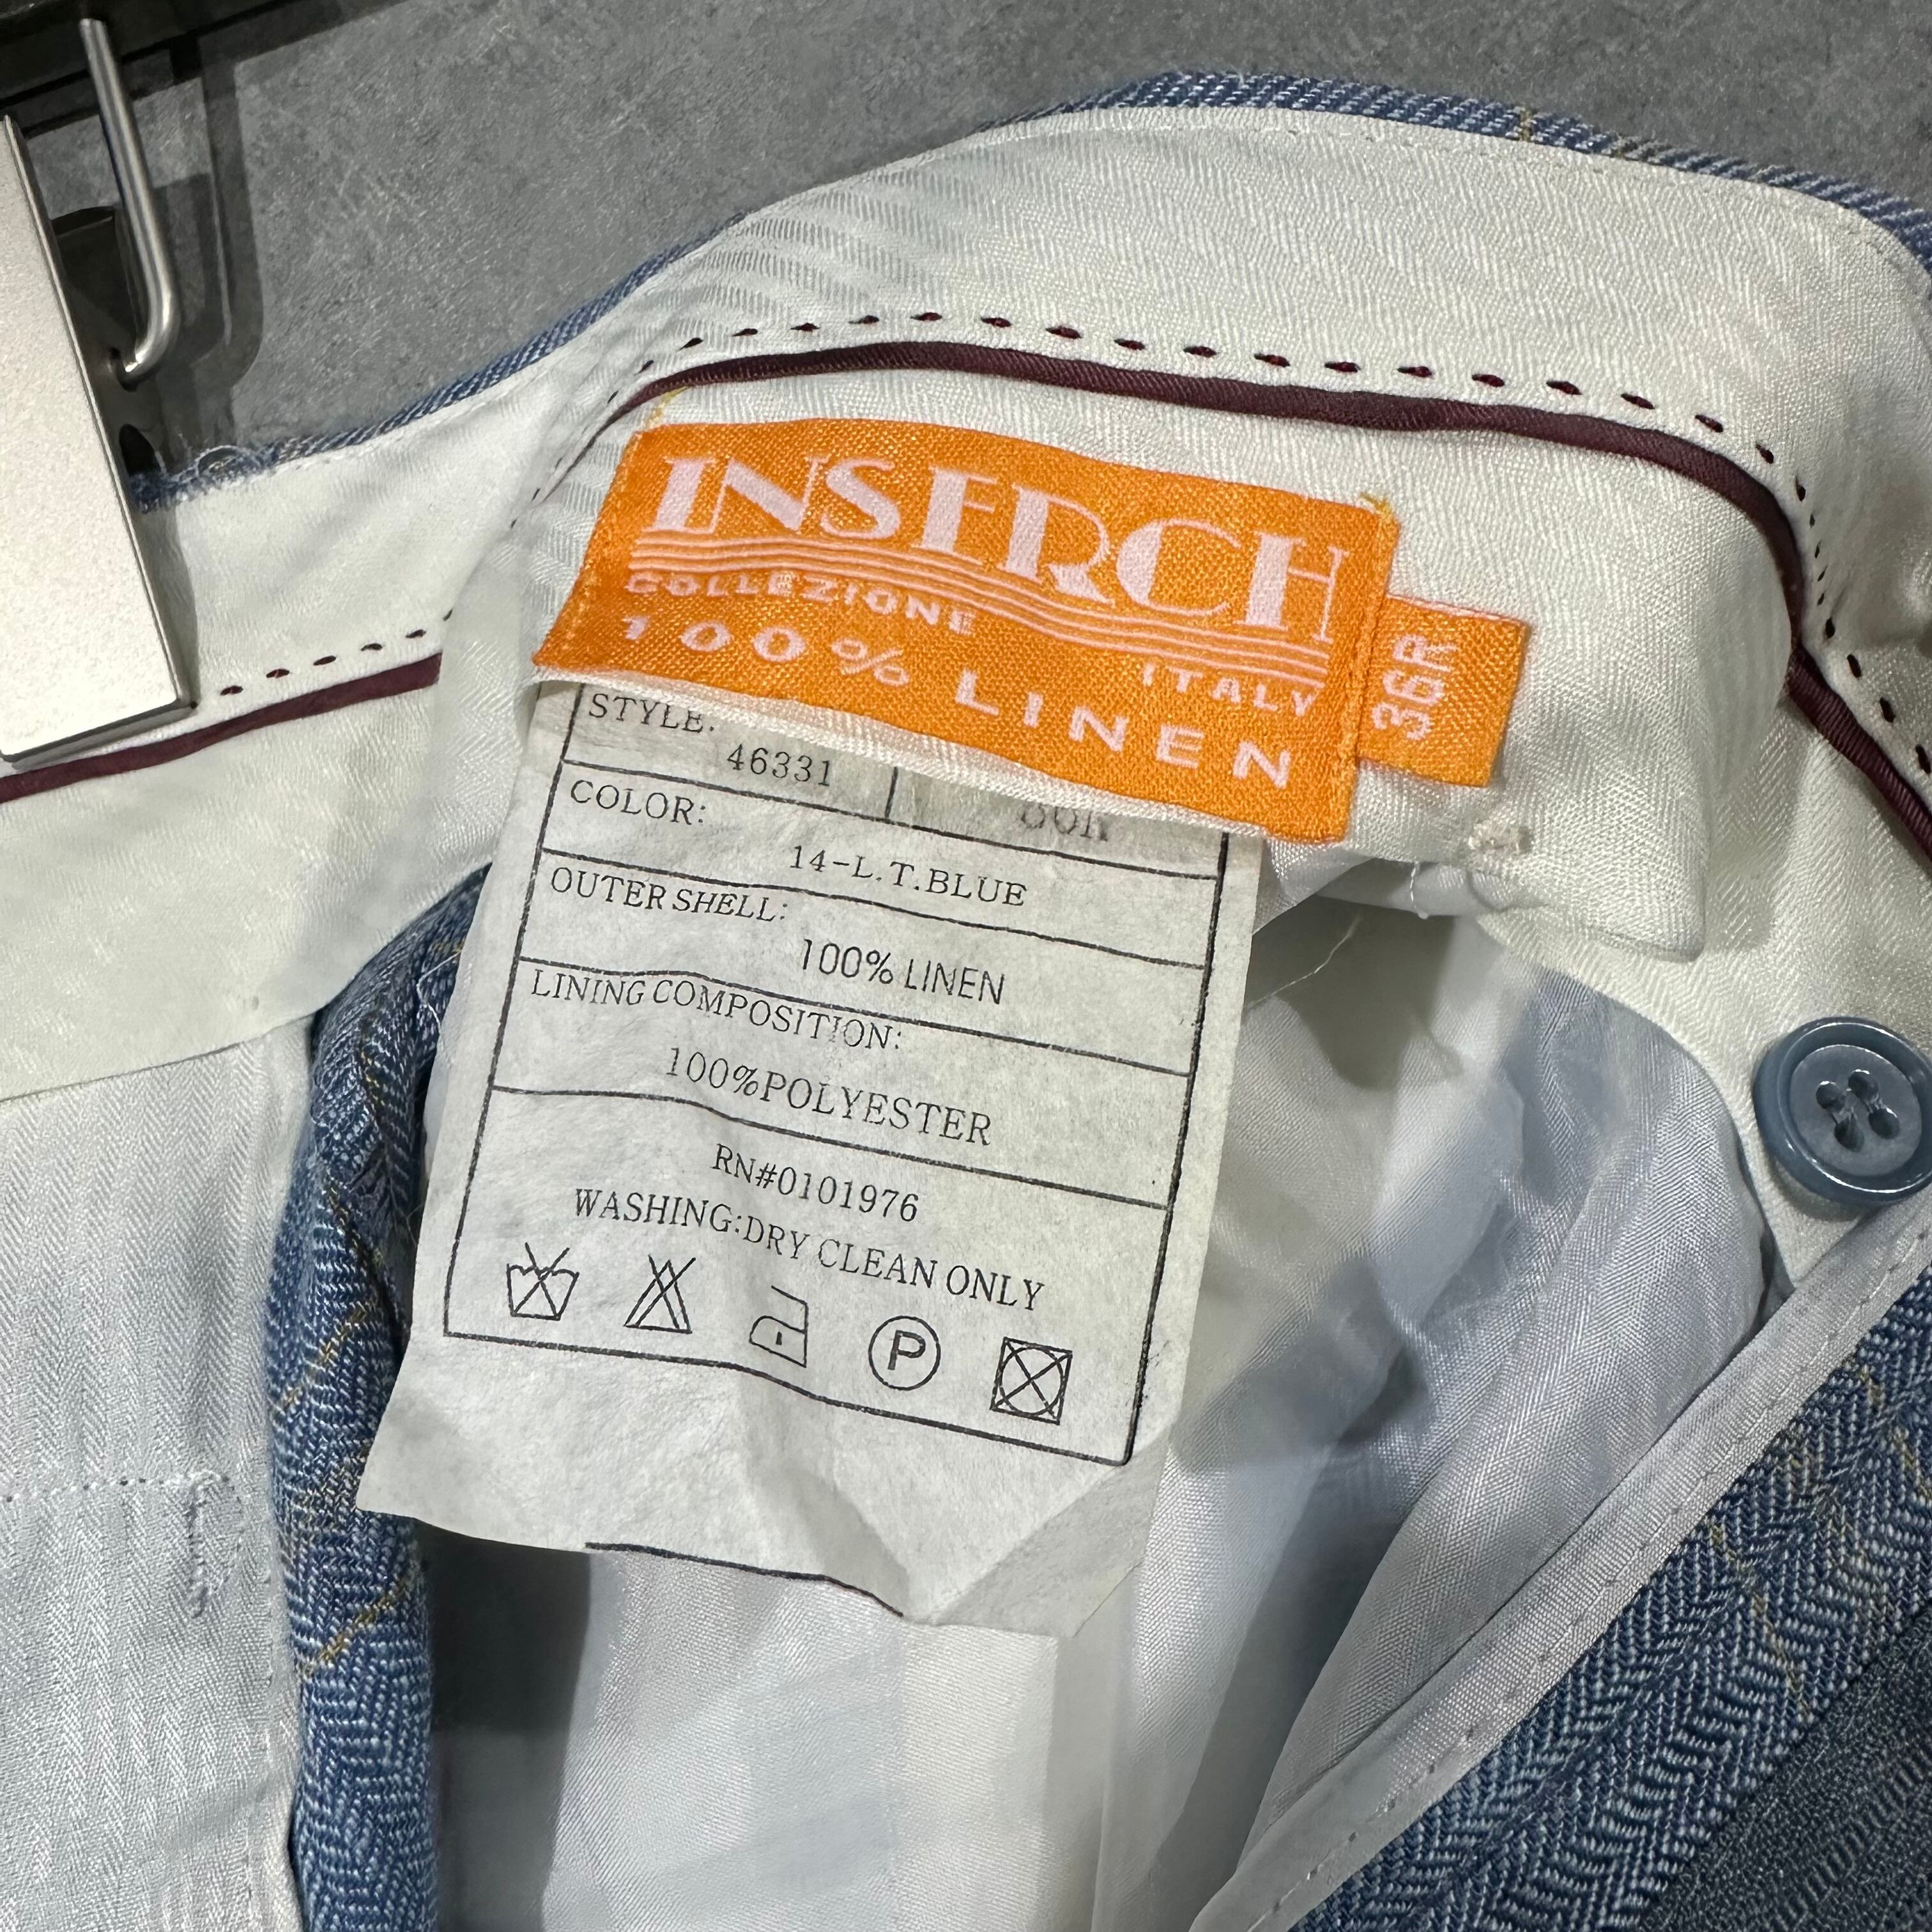 INSERCH
COLLEZIONE
ITALY
100% LINEN
36R
STYLE:
46331
COLOR:
14-L.T.BLUE
OUTER SHELL:
100% LINEN
LINING COMPOSITION:
100%POLYESTER
RN#0101976
WASHING:DRY CLEAN ONLY
P